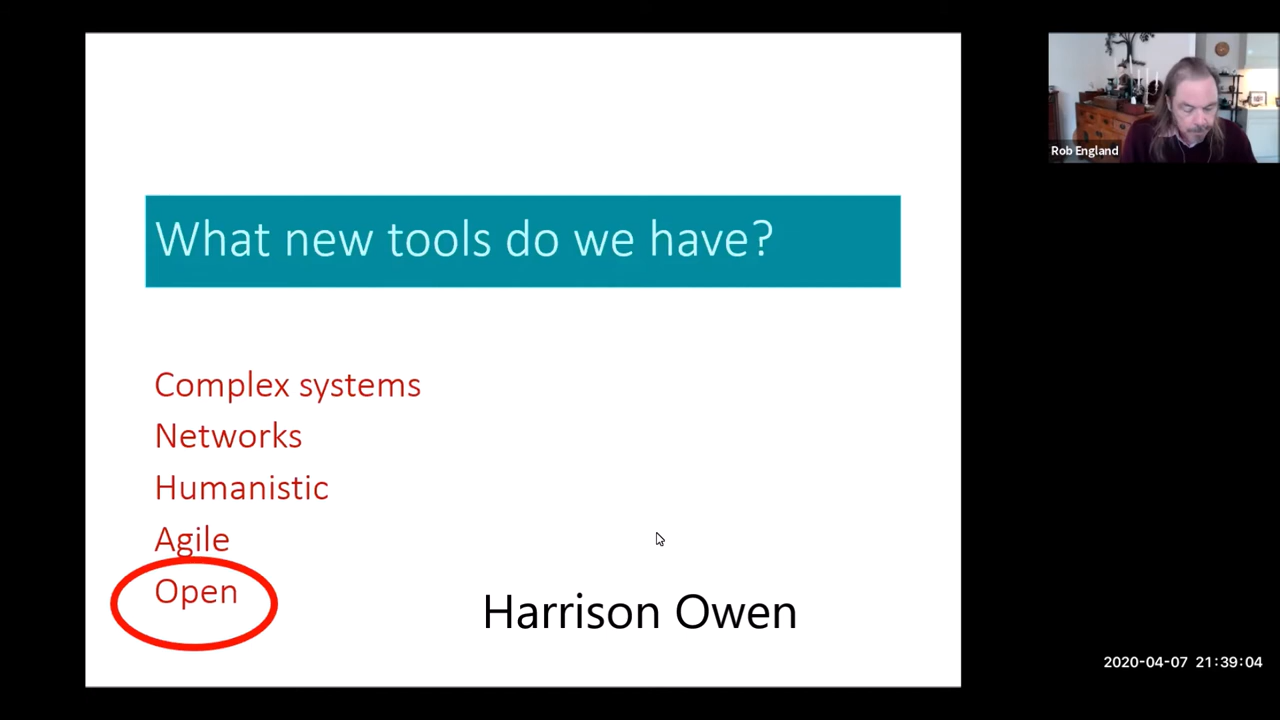 What new tools do we have?
Complex systems
Networks
Humanistic
Agile
Open
Harrison Owen
Rob England
2020-04-07 21:39:04